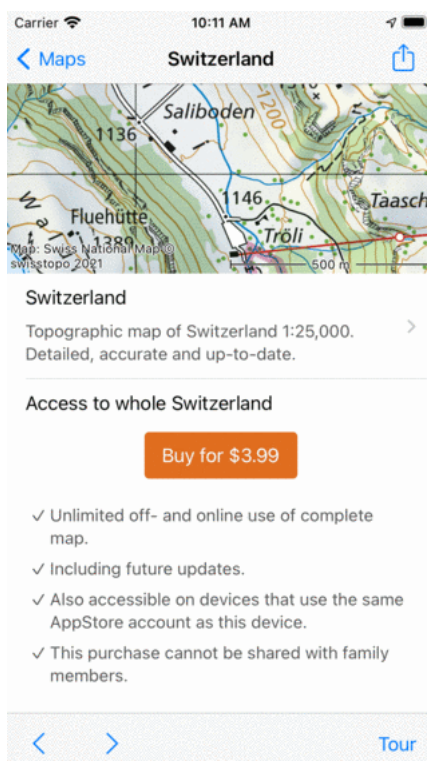 Carrier 10:11 AM
Maps Switzerland
Saliboden
1200
1136
1146
Taasch
Fluehütte
Tröli
1389
Map: Swiss National Map ©
swisstopo 2021
500 m
Switzerland
Topographic map of Switzerland 1:25,000.
Detailed, accurate and up-to-date.
Access to whole Switzerland
Buy for $3.99
✓ Unlimited off- and online use of complete
map.
✓ Including future updates.
✓ Also accessible on devices that use the same
AppStore account as this device.
✓ This purchase cannot be shared with family
members.
Tour